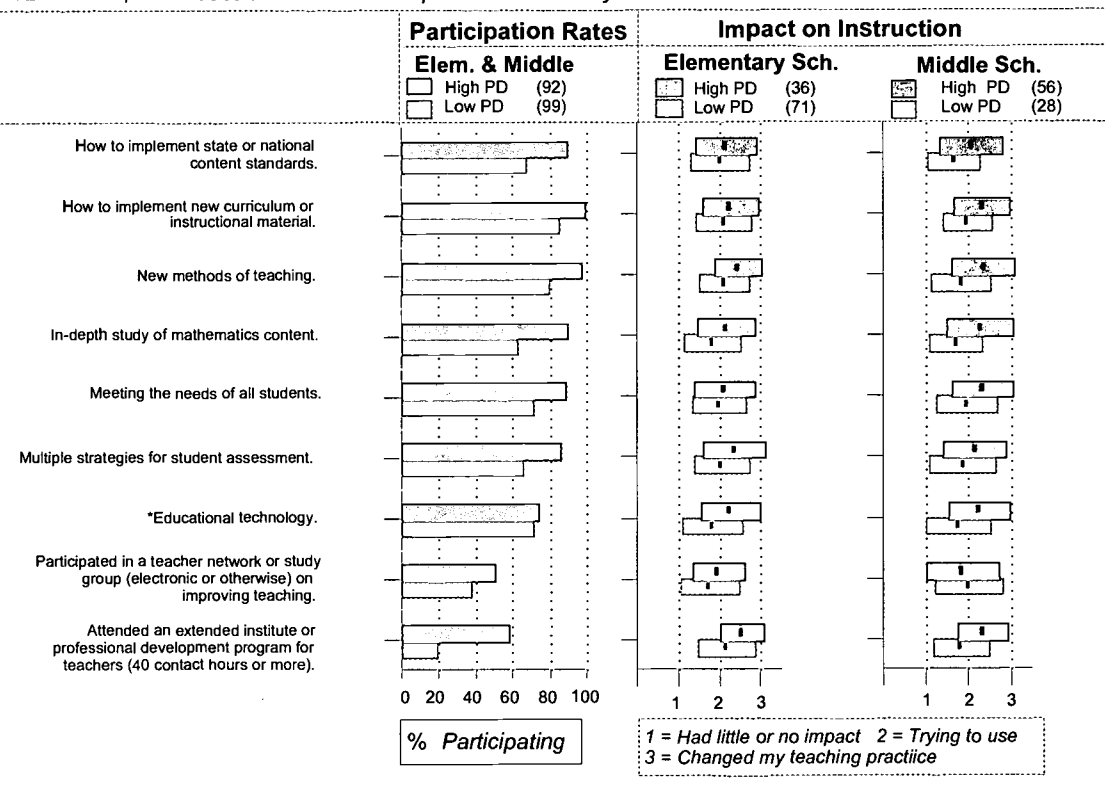 Participation Rates
Impact on Instruction
Elem. & Middle
High PD (92)
Low PD (99)
Elementary Sch.
High PD (36)
Low PD (71)
Middle Sch.
High PD (56)
Low PD (28)
How to implement state or national
content standards.
How to implement new curriculum or
instructional material.
New methods of teaching.
In-depth study of mathematics content.
Meeting the needs of all students.
Multiple strategies for student assessment.
*Educational technology.
Participated in a teacher network or study
group (electronic or otherwise) on
improving teaching.
Attended an extended institute or
professional development program for
teachers (40 contact hours or more).
0 20 40 60 80 100
1 2 3
1 2 3
% Participating
1 = Had little or no impact 2 = Trying to use
3 = Changed my teaching practiice